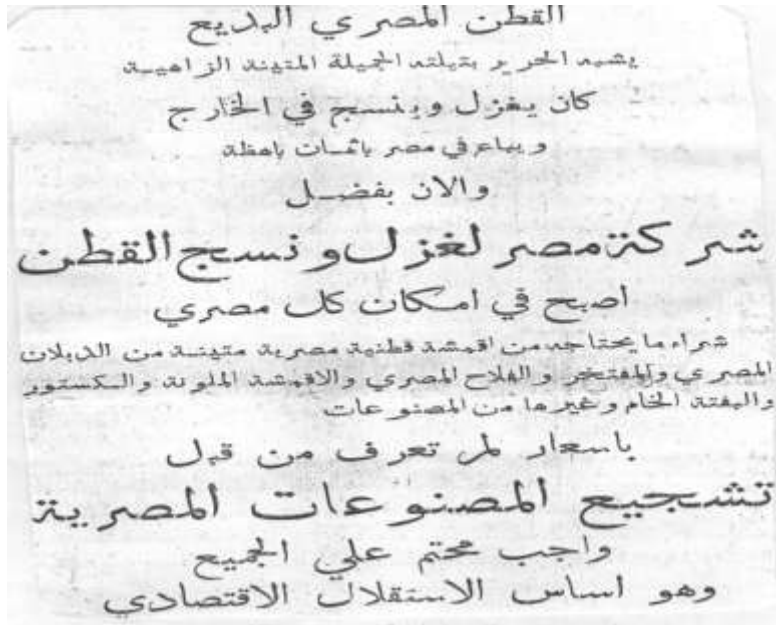 القطن المصري البديع
يشبه الحرير بتيلته الجميلة المتينة الزاهية
كان يغزل وينسج في الخارج
ويباع في مصر باثمان باهظة
والان بفضل
شركة مصر لغزل ونسج القطن
اصبح في امكان كل مصري
شراء ما يحتاجه من اقمشة قطنية مصرية متينة من الدبلان
المصري والمفتخر والفلاح المصري والاقمشة الملونة والكستور
والبفتة الخام وغيرها من المصنوعات
باسعار لم تعرف من قبل
تشجيع المصنوعات المصرية
واجب محتم علي الجميع
وهو اساس الاستقلال الاقتصادي